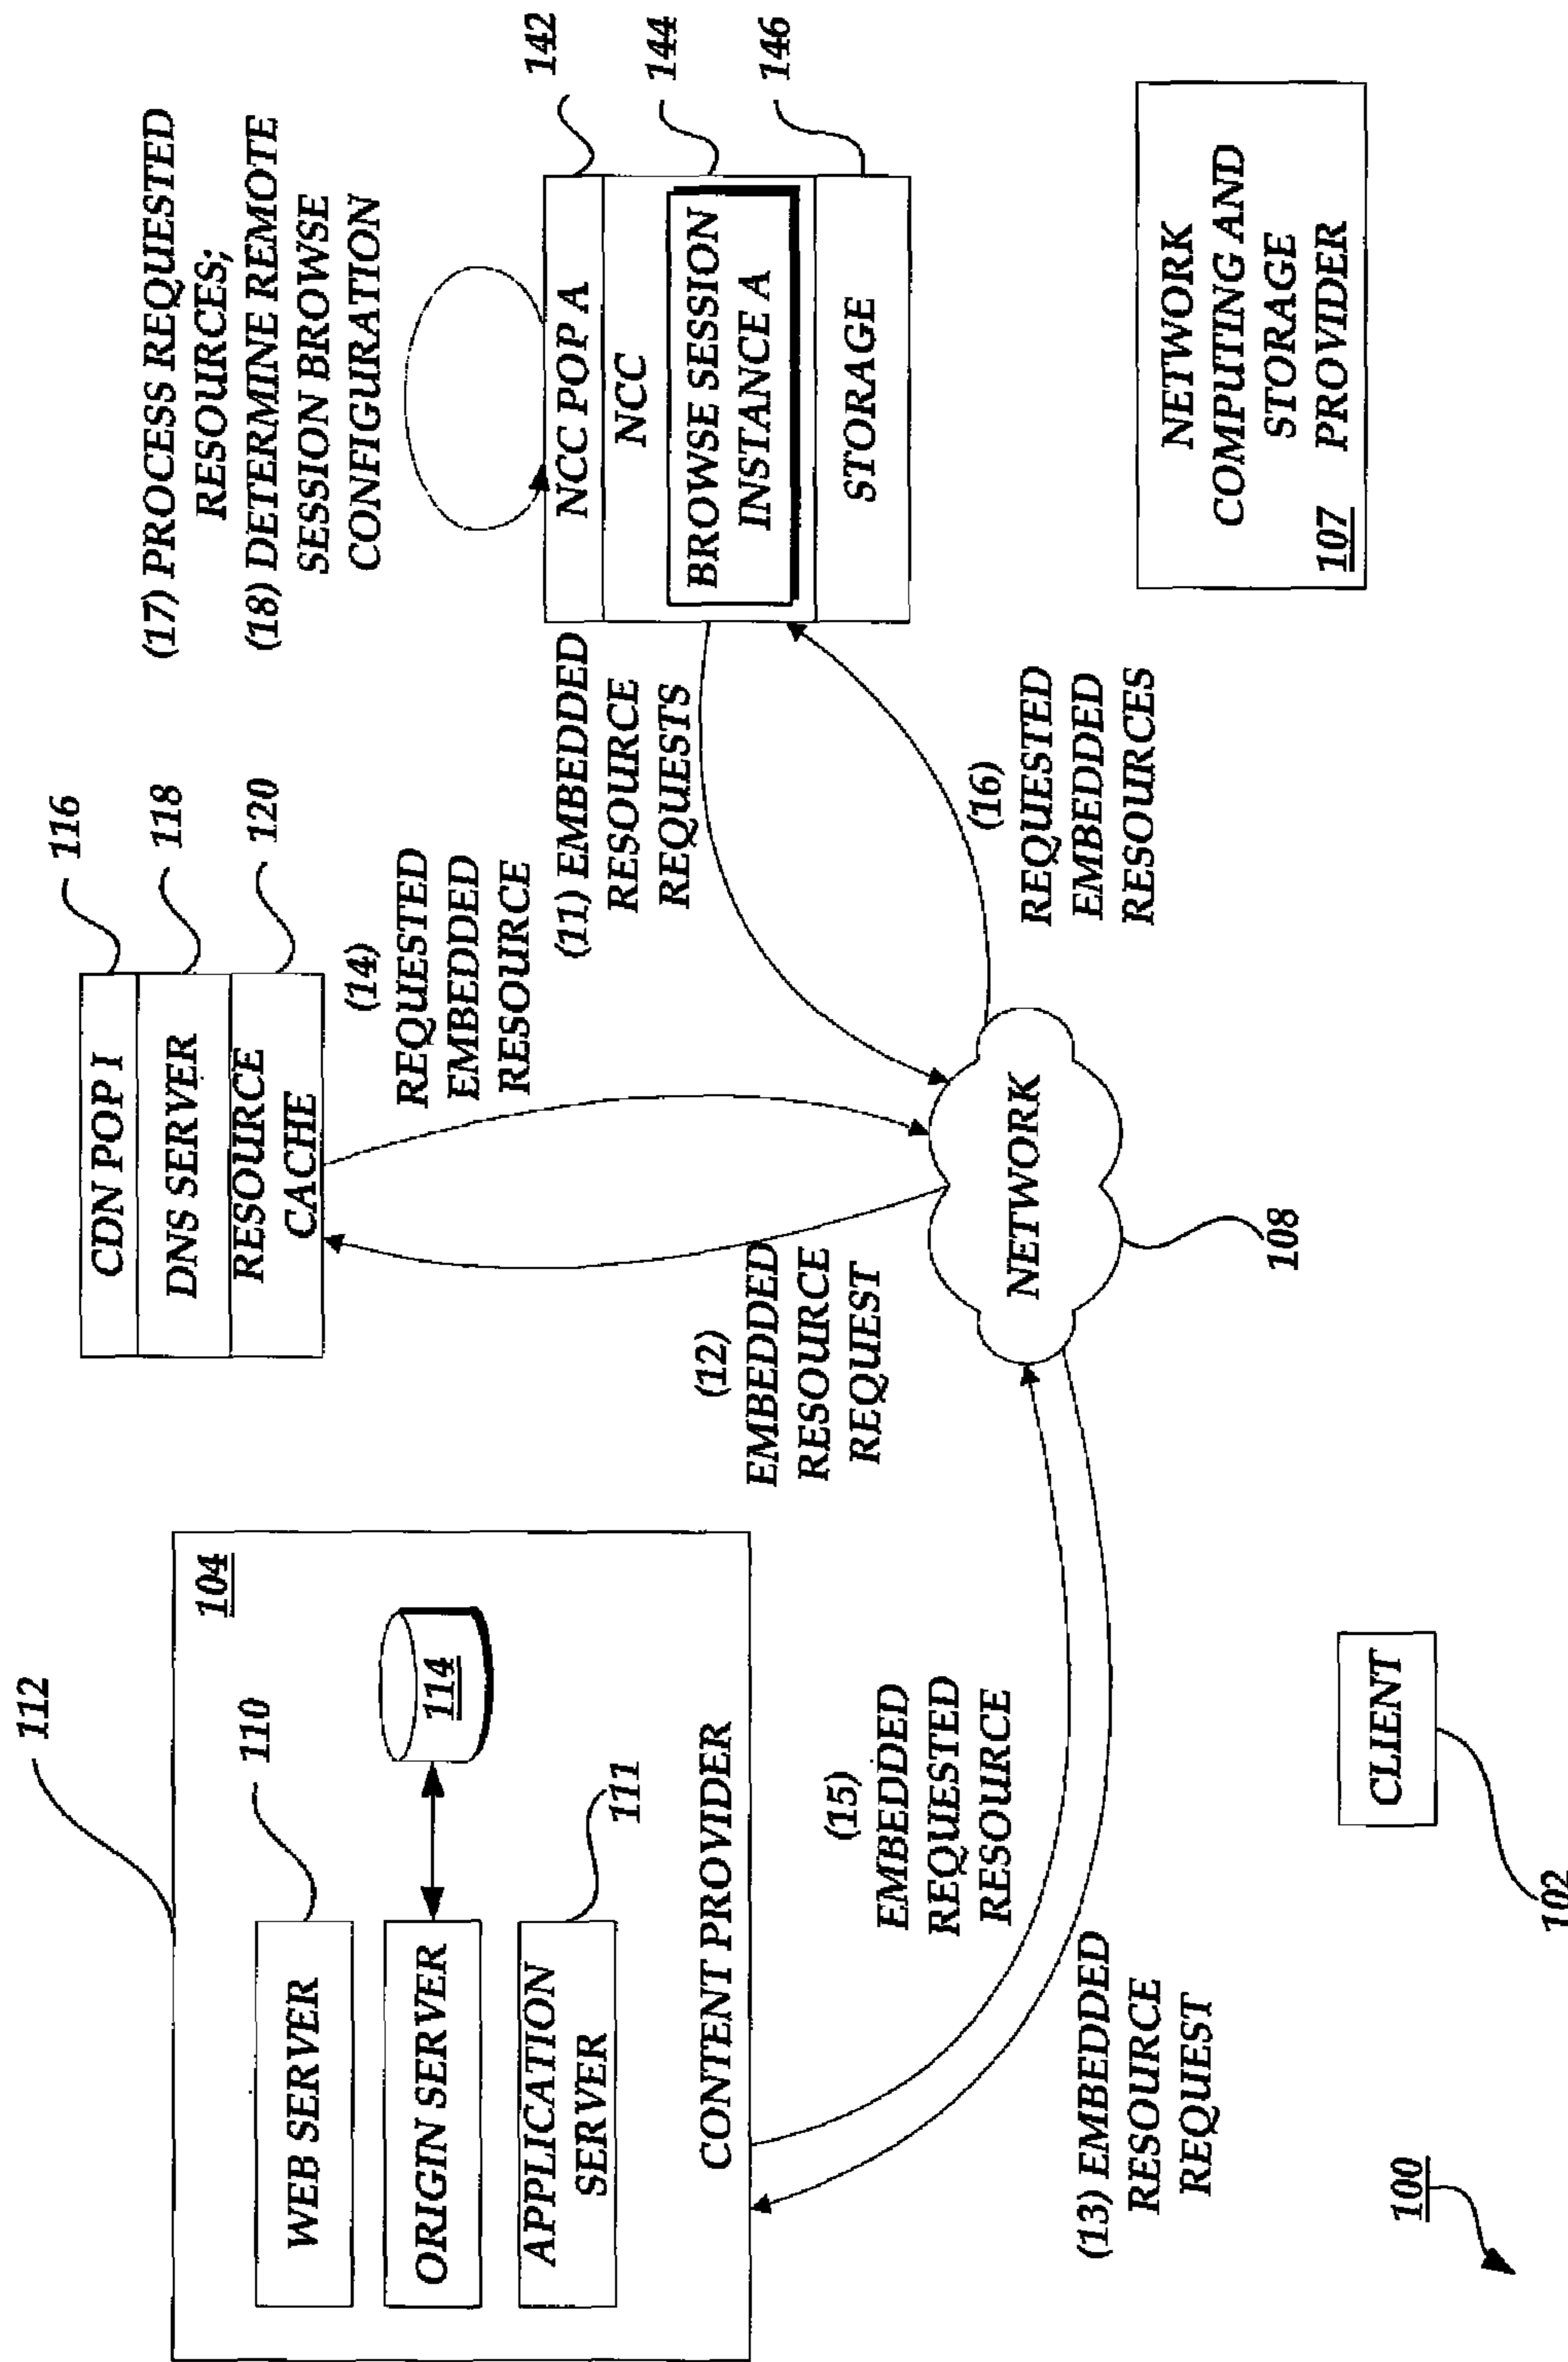 112
104
WEB SERVER
110
ORIGIN SERVER
114
APPLICATION
SERVER
111
CONTENT PROVIDER
CDN POP I
116
DNS SERVER
118
RESOURCE
CACHE
120
(17) PROCESS REQUESTED
RESOURCES;
(18) DETERMINE REMOTE
SESSION BROWSE
CONFIGURATION
(14)
REQUESTED
EMBEDDED
RESOURCE
(12)
EMBEDDED
RESOURCE
REQUEST
(11) EMBEDDED
RESOURCE
REQUESTS
NCC POP A
142
NCC
144
BROWSE SESSION
INSTANCE A
STORAGE
146
(15)
EMBEDDED
REQUESTED
RESOURCE
(13) EMBEDDED
RESOURCE
REQUEST
NETWORK
108
(16)
REQUESTED
EMBEDDED
RESOURCES
NETWORK
COMPUTING AND
STORAGE
107 PROVIDER
CLIENT
102
100